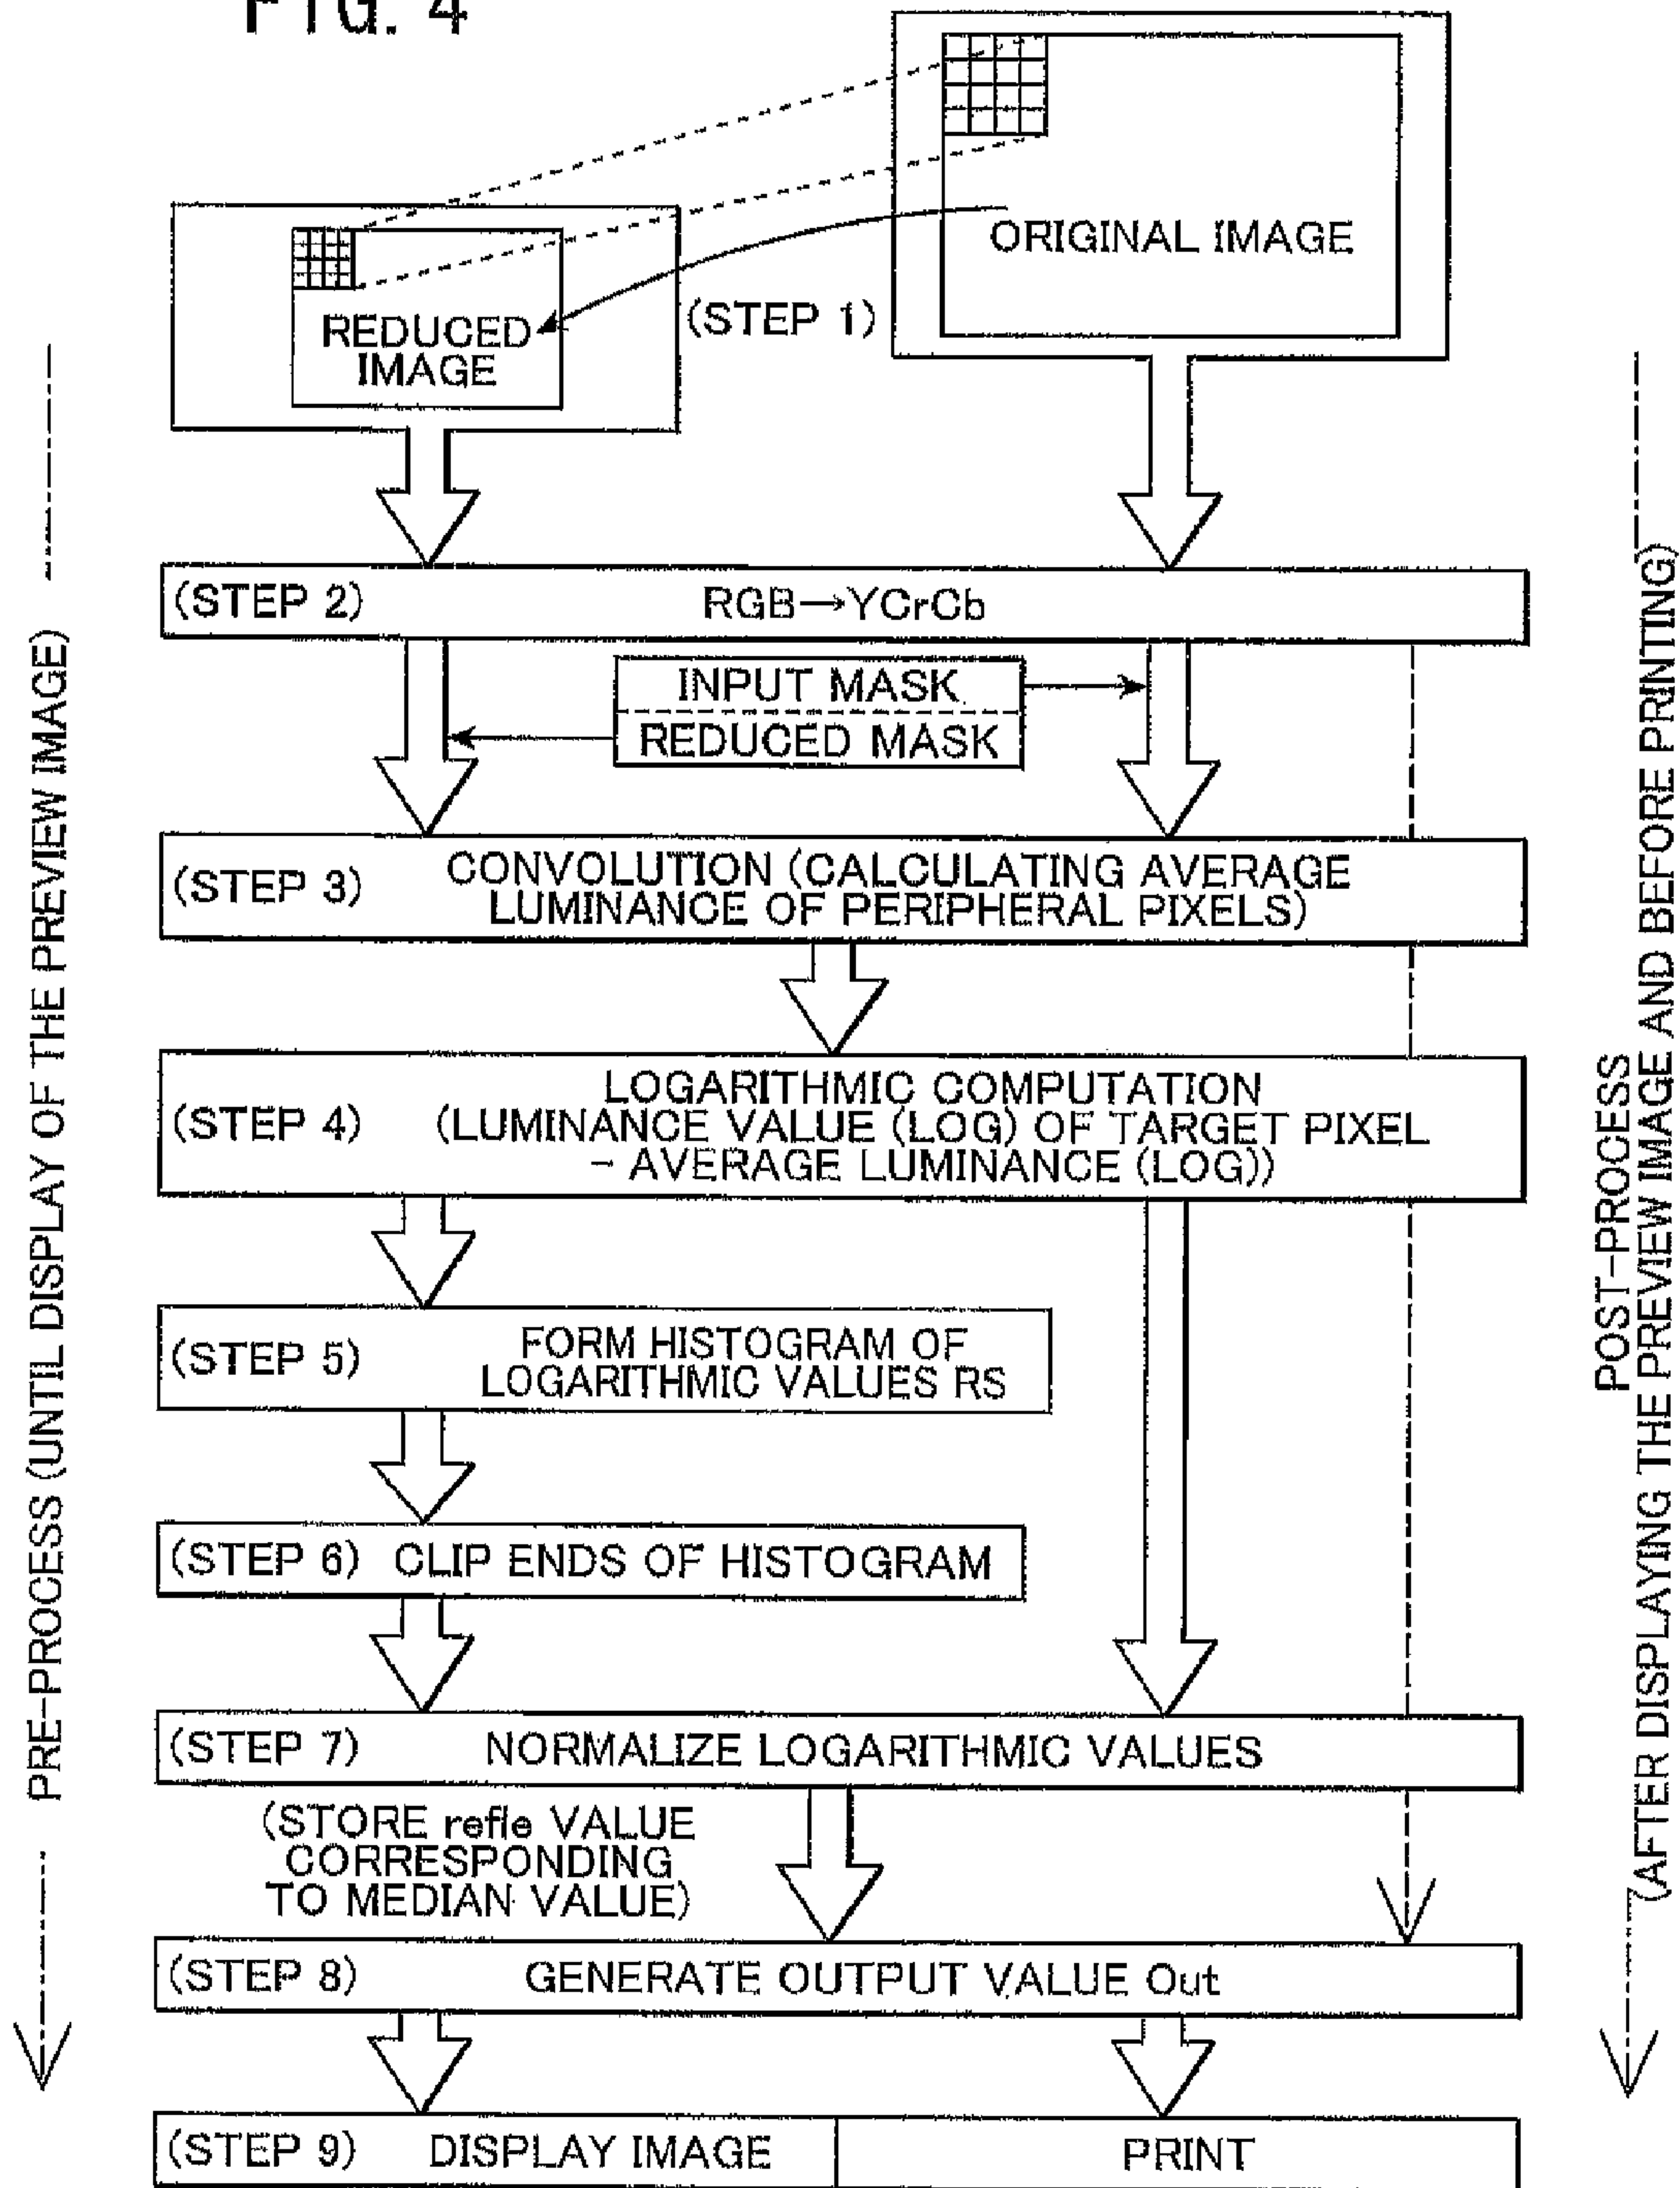 FIG. 4
ORIGINAL IMAGE
REDUCED
IMAGE
(STEP 1)
(STEP 2) RGB→YCrCb
INPUT MASK
REDUCED MASK
(STEP 3) CONVOLUTION (CALCULATING AVERAGE
LUMINANCE OF PERIPHERAL PIXELS)
(STEP 4) LOGARITHMIC COMPUTATION
(LUMINANCE VALUE (LOG) OF TARGET PIXEL
- AVERAGE LUMINANCE (LOG))
(STEP 5) FORM HISTOGRAM OF
LOGARITHMIC VALUES RS
(STEP 6) CLIP ENDS OF HISTOGRAM
(STEP 7) NORMALIZE LOGARITHMIC VALUES
(STORE refle VALUE
CORRESPONDING
TO MEDIAN VALUE)
(STEP 8) GENERATE OUTPUT VALUE Out
(STEP 9) DISPLAY IMAGE PRINT
PRE-PROCESS (UNTIL DISPLAY OF THE PREVIEW IMAGE)
POST-PROCESS
(AFTER DISPLAYING THE PREVIEW IMAGE AND BEFORE PRINTING)